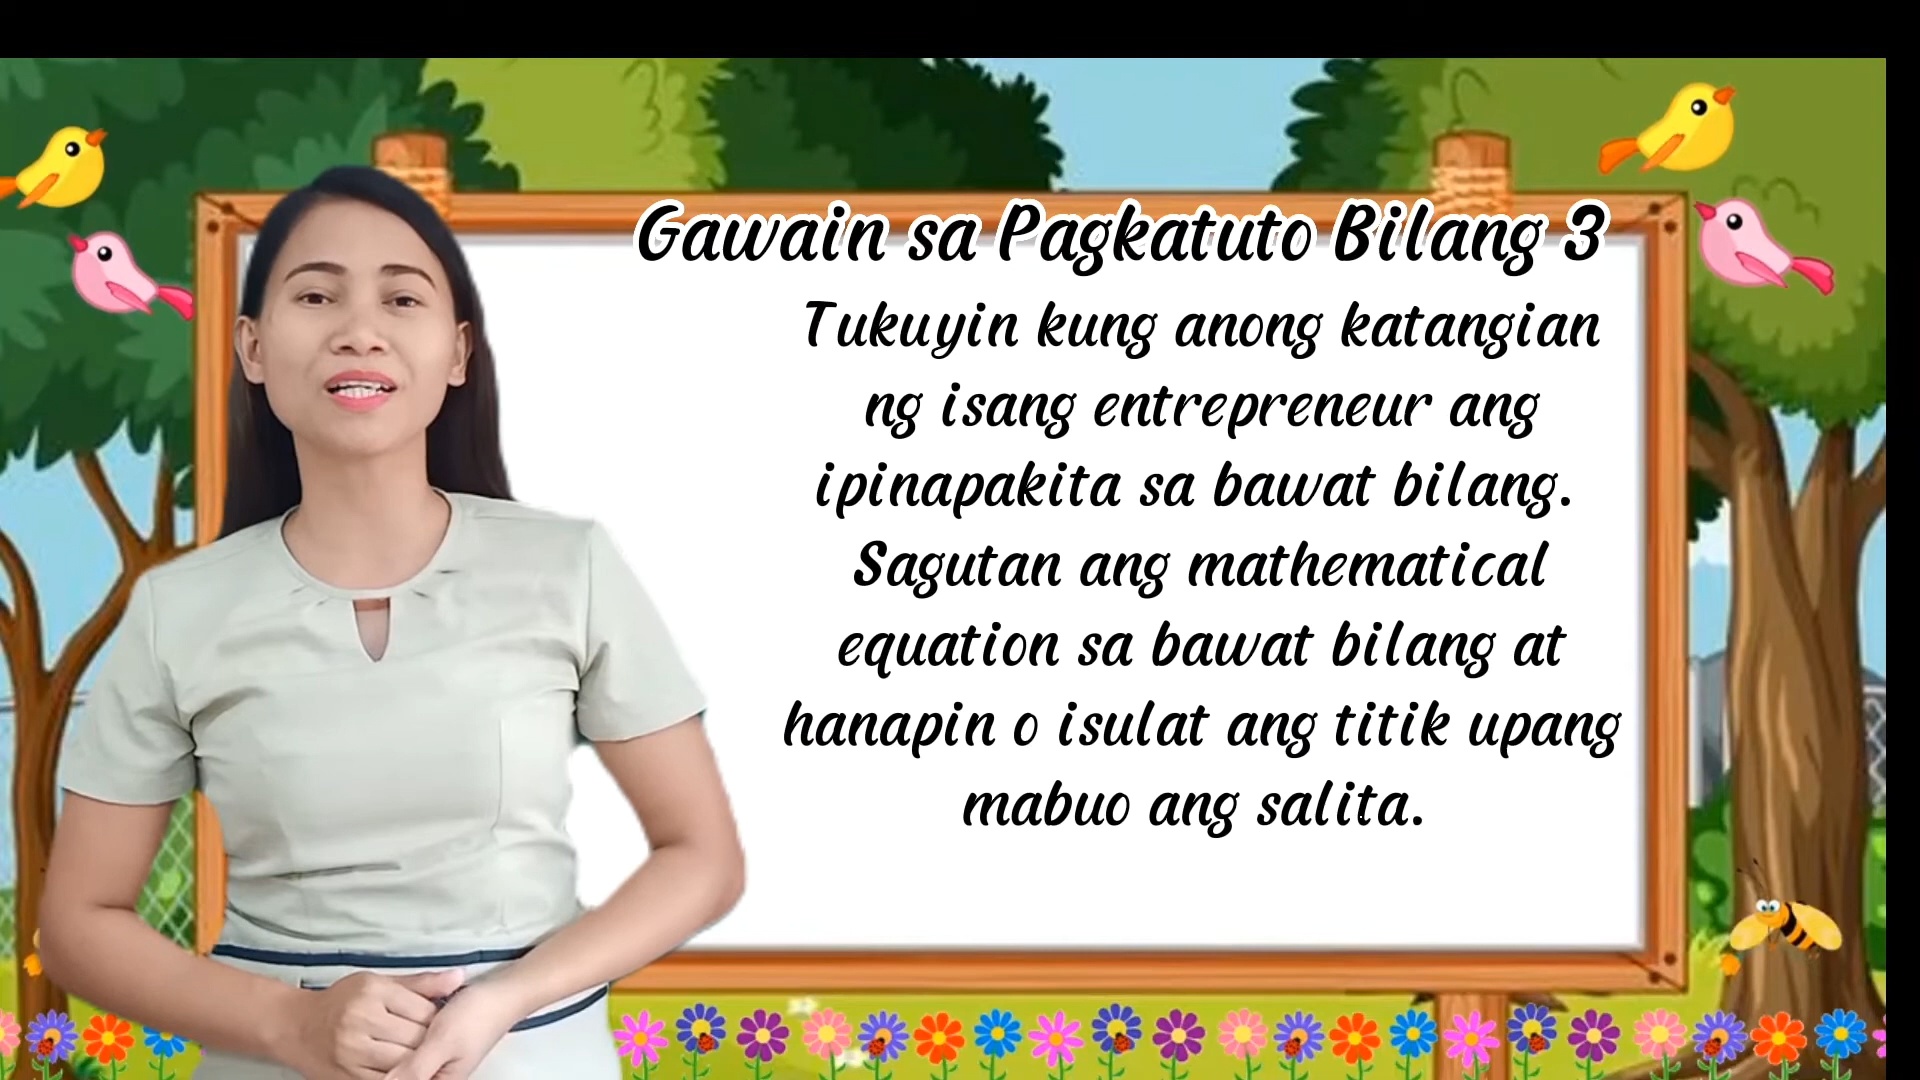 Gawain sa Pagkatuto Bilang 3
Tukuyin kung anong katangian
ng isang entrepreneur ang
ipinapakita sa bawat bilang.
Sagutan ang mathematical
equation sa bawat bilang at
hanapin o isulat ang titik upang
mabuo ang salita.